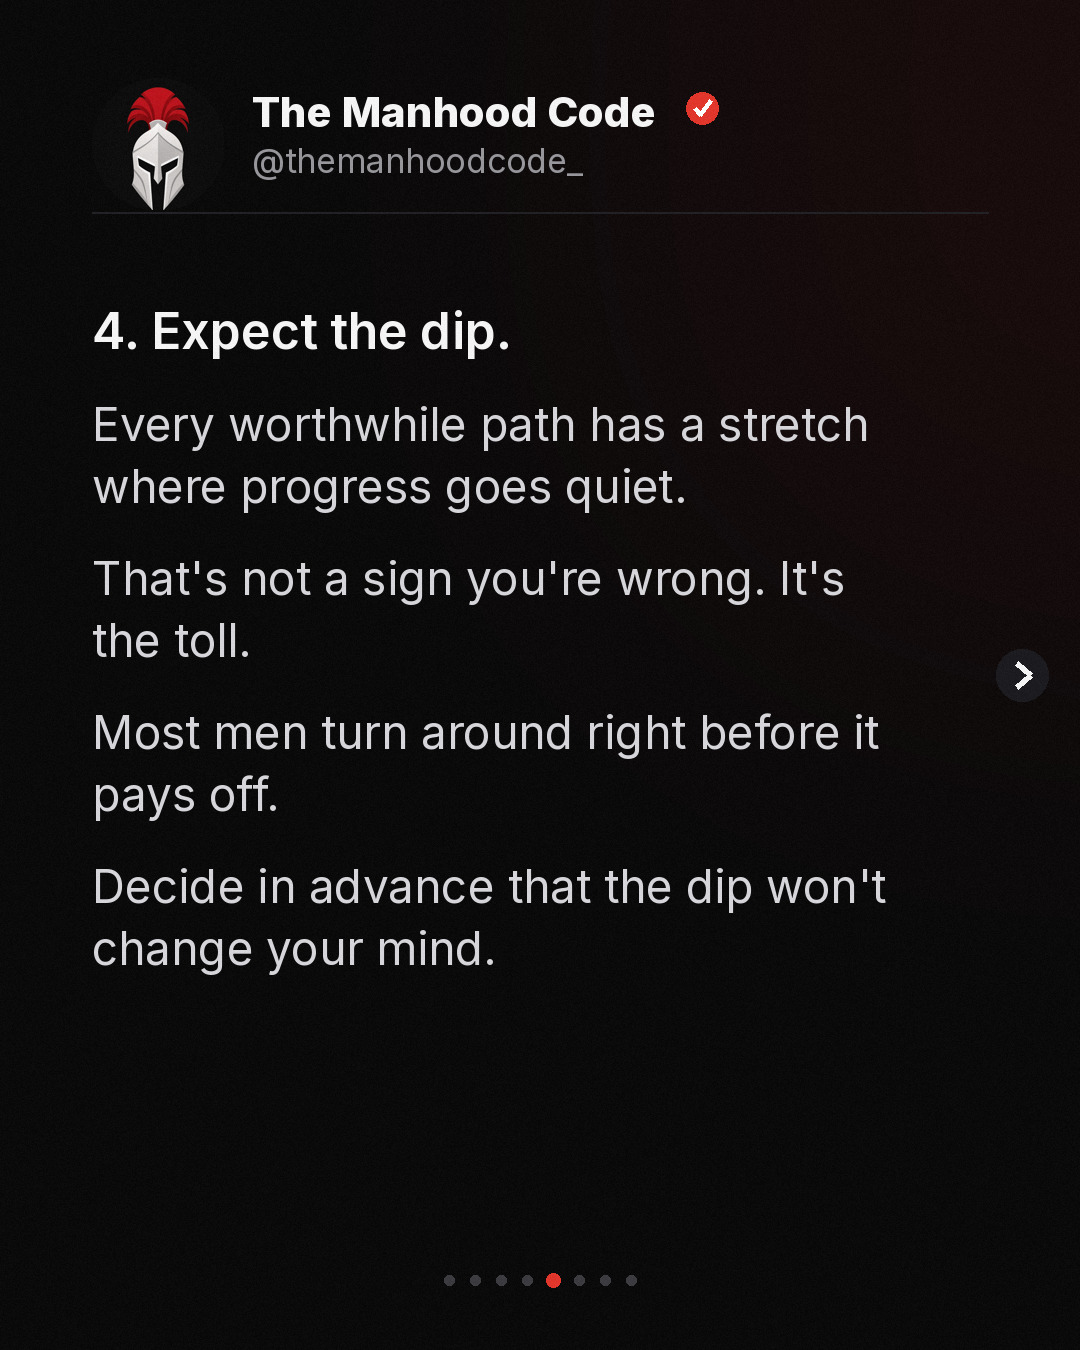 The Manhood Code
@themanhoodcode_
4. Expect the dip.
Every worthwhile path has a stretch
where progress goes quiet.
That's not a sign you're wrong. It's
the toll.
Most men turn around right before it
pays off.
Decide in advance that the dip won't
change your mind.